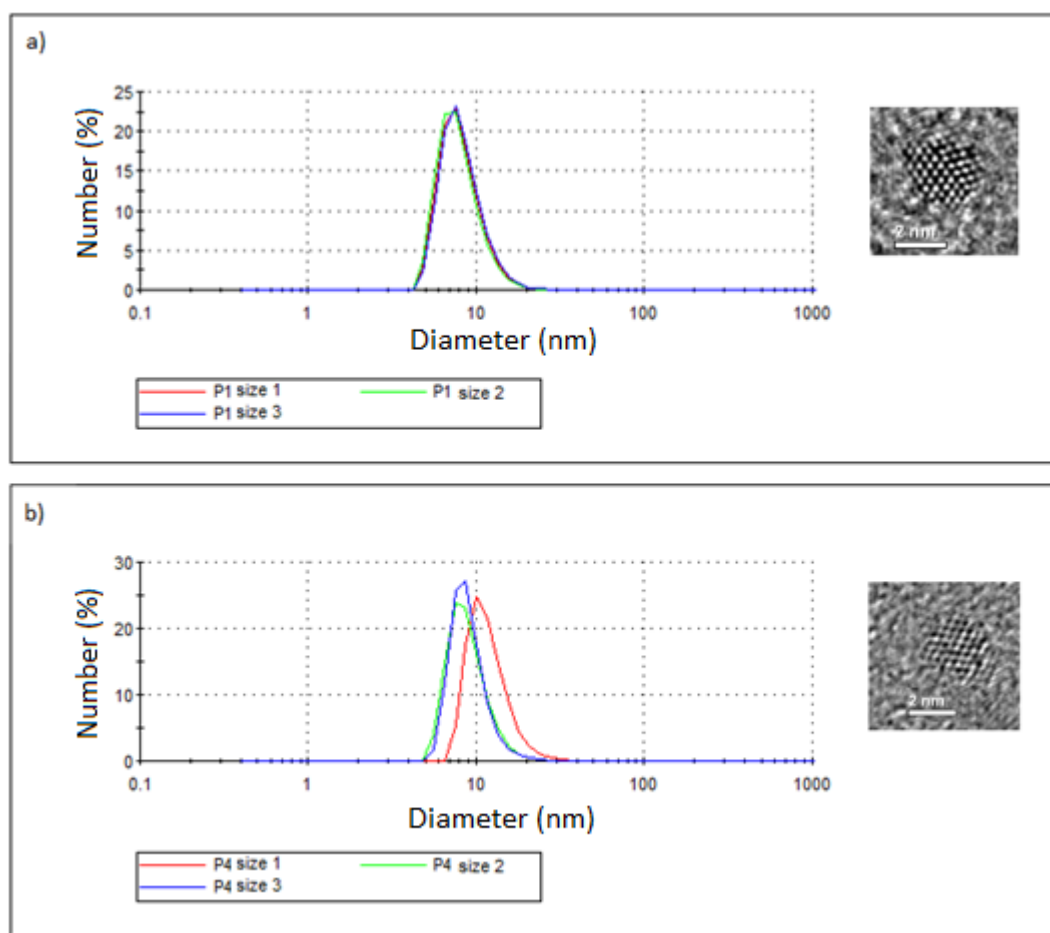 a)
25
20
15
10
5
0
Number (%)
0.1 1 10 100 1000
Diameter (nm)
2 nm
P1 size 1 P1 size 2
P1 size 3
b)
30
20
10
0
Number (%)
0.1 1 10 100 1000
Diameter (nm)
2 nm
P4 size 1 P4 size 2
P4 size 3